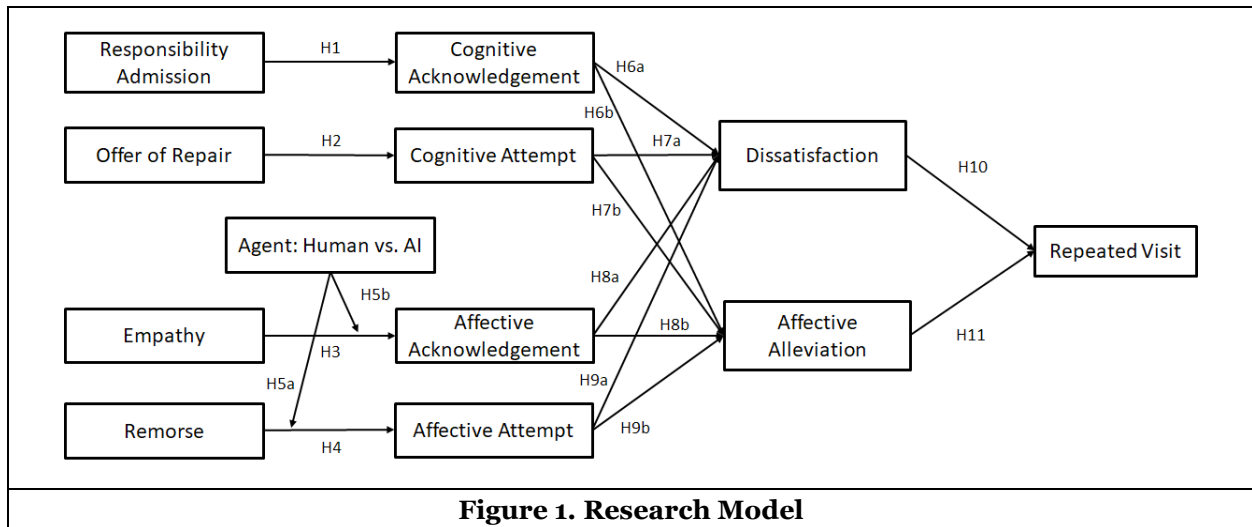 Responsibility
Admission
H1
Cognitive
Acknowledgement
H6a
H6b
Offer of Repair
H2
Cognitive Attempt
H7a
Dissatisfaction
H10
H7b
Agent: Human vs. AI
Repeated Visit
H5b
H8a
Empathy
H3
Affective
Acknowledgement
H8b
Affective
Alleviation
H11
H5a
H9a
Remorse
H4
Affective Attempt
H9b
Figure 1. Research Model